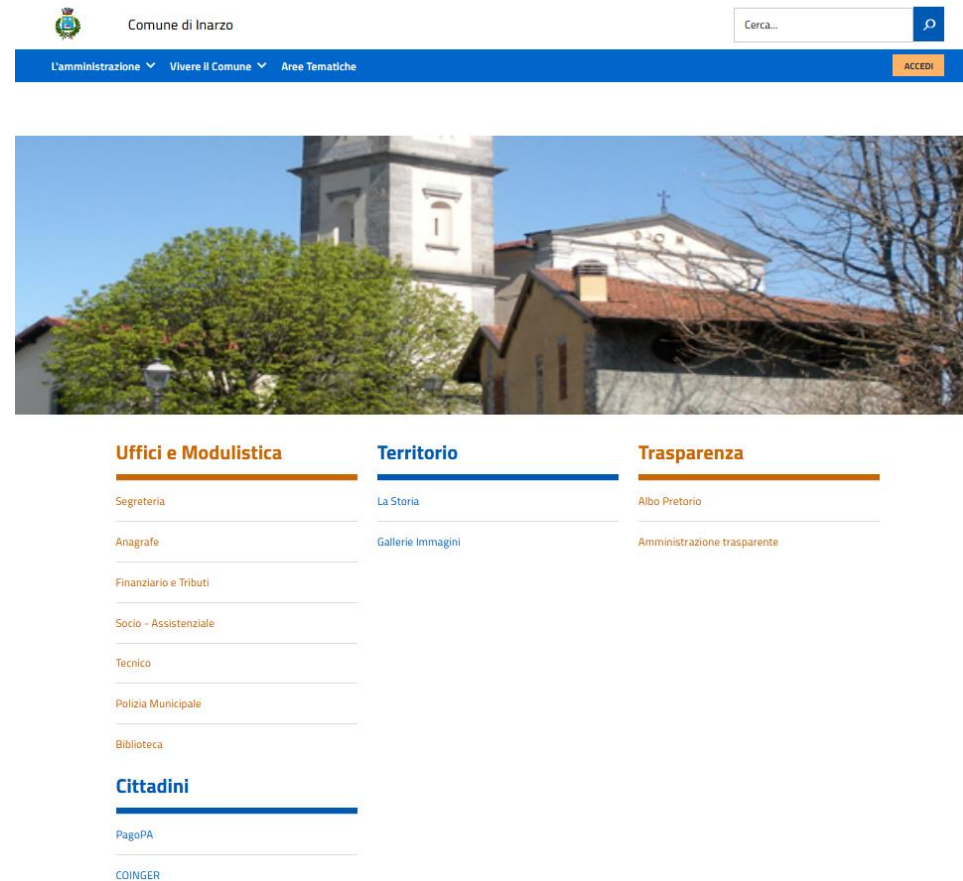 Comune di Inarzo
Cerca...
L'amministrazione
Vivere il Comune
Aree Tematiche
ACCEDI
D O M
Uffici e Modulistica
Segreteria
Anagrafe
Finanziario e Tributi
Socio - Assistenziale
Tecnico
Polizia Municipale
Biblioteca
Cittadini
PagoPA
COINGER
Territorio
La Storia
Gallerie Immagini
Trasparenza
Albo Pretorio
Amministrazione trasparente